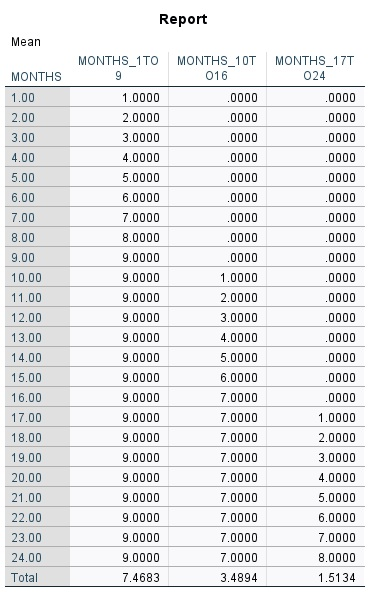 Report
Mean
MONTHS MONTHS_1TO9 MONTHS_10TO16 MONTHS_17TO24
1.00 1.0000 .0000 .0000
2.00 2.0000 .0000 .0000
3.00 3.0000 .0000 .0000
4.00 4.0000 .0000 .0000
5.00 5.0000 .0000 .0000
6.00 6.0000 .0000 .0000
7.00 7.0000 .0000 .0000
8.00 8.0000 .0000 .0000
9.00 9.0000 .0000 .0000
10.00 9.0000 1.0000 .0000
11.00 9.0000 2.0000 .0000
12.00 9.0000 3.0000 .0000
13.00 9.0000 4.0000 .0000
14.00 9.0000 5.0000 .0000
15.00 9.0000 6.0000 .0000
16.00 9.0000 7.0000 .0000
17.00 9.0000 7.0000 1.0000
18.00 9.0000 7.0000 2.0000
19.00 9.0000 7.0000 3.0000
20.00 9.0000 7.0000 4.0000
21.00 9.0000 7.0000 5.0000
22.00 9.0000 7.0000 6.0000
23.00 9.0000 7.0000 7.0000
24.00 9.0000 7.0000 8.0000
Total 7.4683 3.4894 1.5134